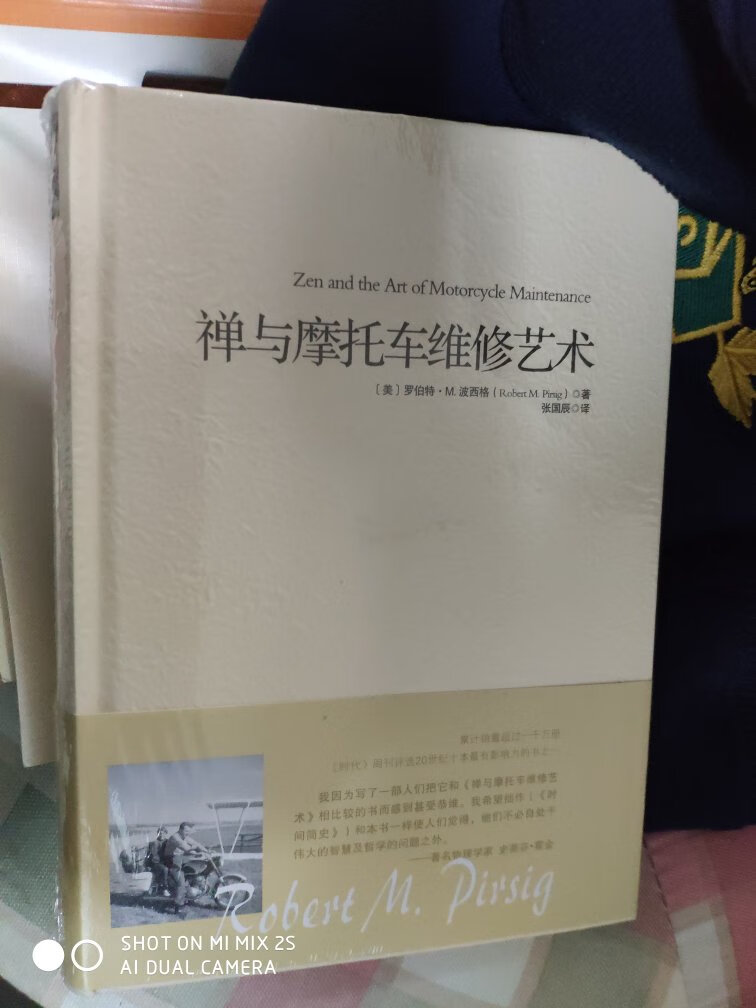 Zen and the Art of Motorcycle Maintenance
禅与摩托车维修艺术
〔美〕罗伯特·M.波西格（Robert M. Pirsig）◎著
张国辰◎译
累计销量超过一千万册
《时代》周刊评选20世纪十本最有影响力的书之一
我因为写了一部人们把它和《禅与摩托车维修艺
术》相比较的书而感到甚受恭维。我希望拙作（《时
间简史》）和本书一样使人们觉得，他们不必自处于
伟大的智慧及哲学的问题之外。
——著名物理学家 史蒂芬·霍金
Robert M. Pirsig
SHOT ON MI MIX 2S
AI DUAL CAMERA